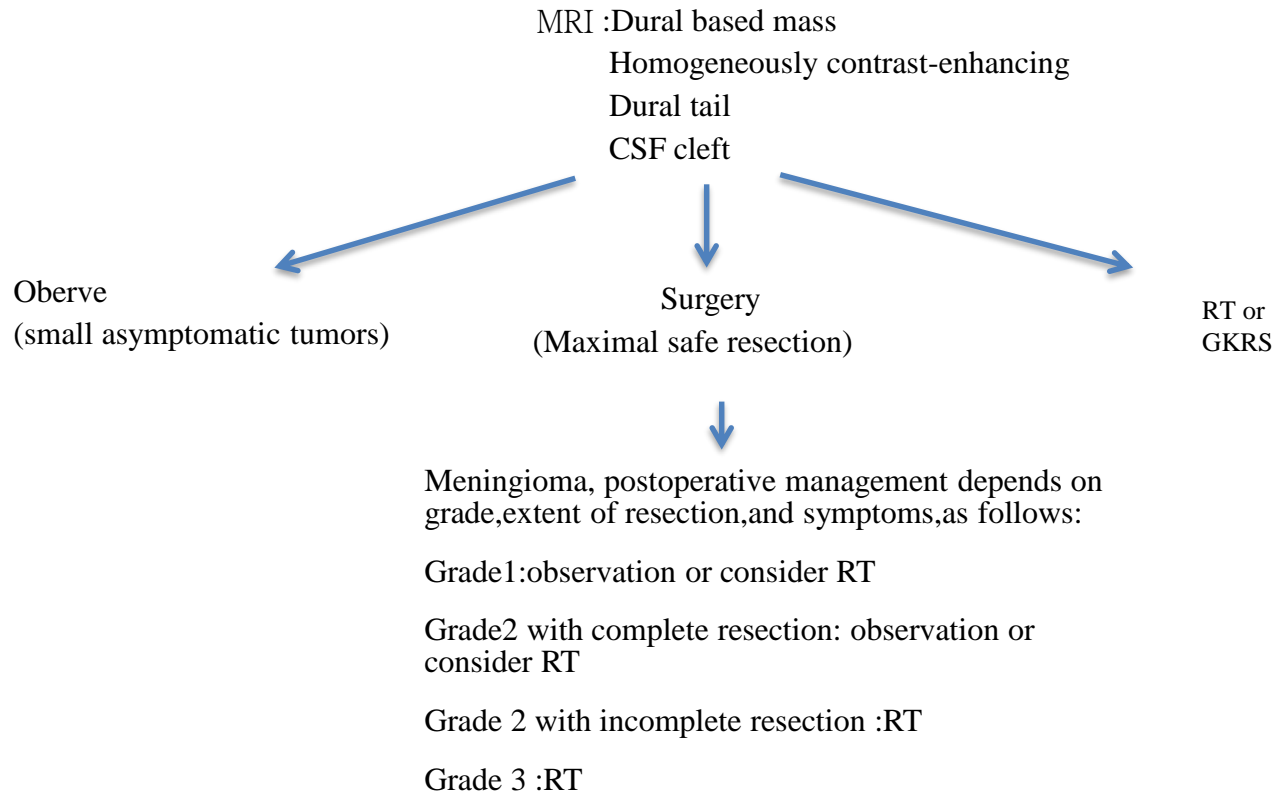 MRI :Dural based mass
Homogeneously contrast-enhancing
Dural tail
CSF cleft
Oberve
(small asymptomatic tumors)
Surgery
(Maximal safe resection)
RT or
GKRS
Meningioma, postoperative management depends on
grade,extent of resection,and symptoms,as follows:
Grade1:observation or consider RT
Grade2 with complete resection: observation or
consider RT
Grade 2 with incomplete resection :RT
Grade 3 :RT